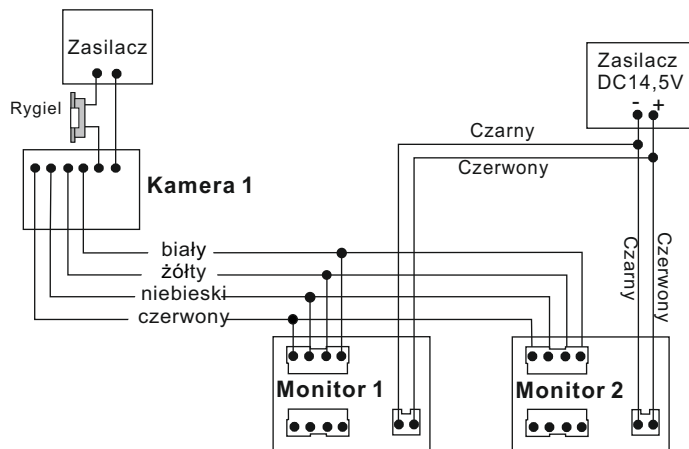 Zasilacz
Rygiel
Kamera 1
Zasilacz
DC14,5V
- +
Czarny
Czerwony
Czarny
Czerwony
biały
żółty
niebieski
czerwony
Monitor 1
Monitor 2